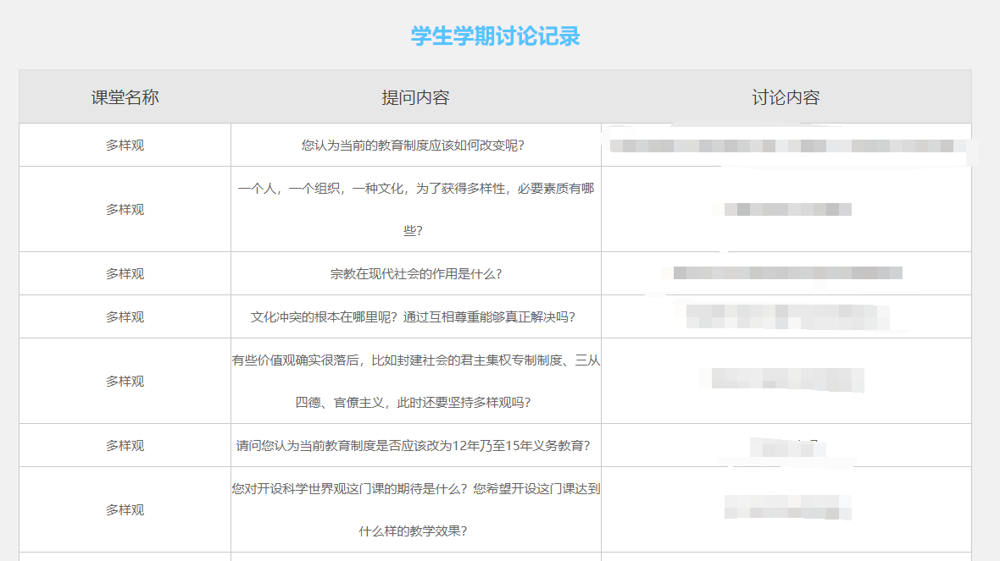 学生学期讨论记录
课堂名称 提问内容 讨论内容
多样观 您认为当前的教育制度应该如何改变呢？
多样观 一个人，一个组织，一种文化，为了获得多样性，必要素质有哪
些？
多样观 宗教在现代社会的作用是什么？
多样观 文化冲突的根本在哪里呢？通过互相尊重能够真正解决吗？
多样观 有些价值观确实很落后，比如封建社会的君主集权专制制度、三从
四德、官僚主义，此时还要坚持多样观吗？
多样观 请问您认为当前教育制度是否应该改为12年乃至15年义务教育？
多样观 您对开设科学世界观这门课的期待是什么？您希望开设这门课达到
什么样的教学效果？